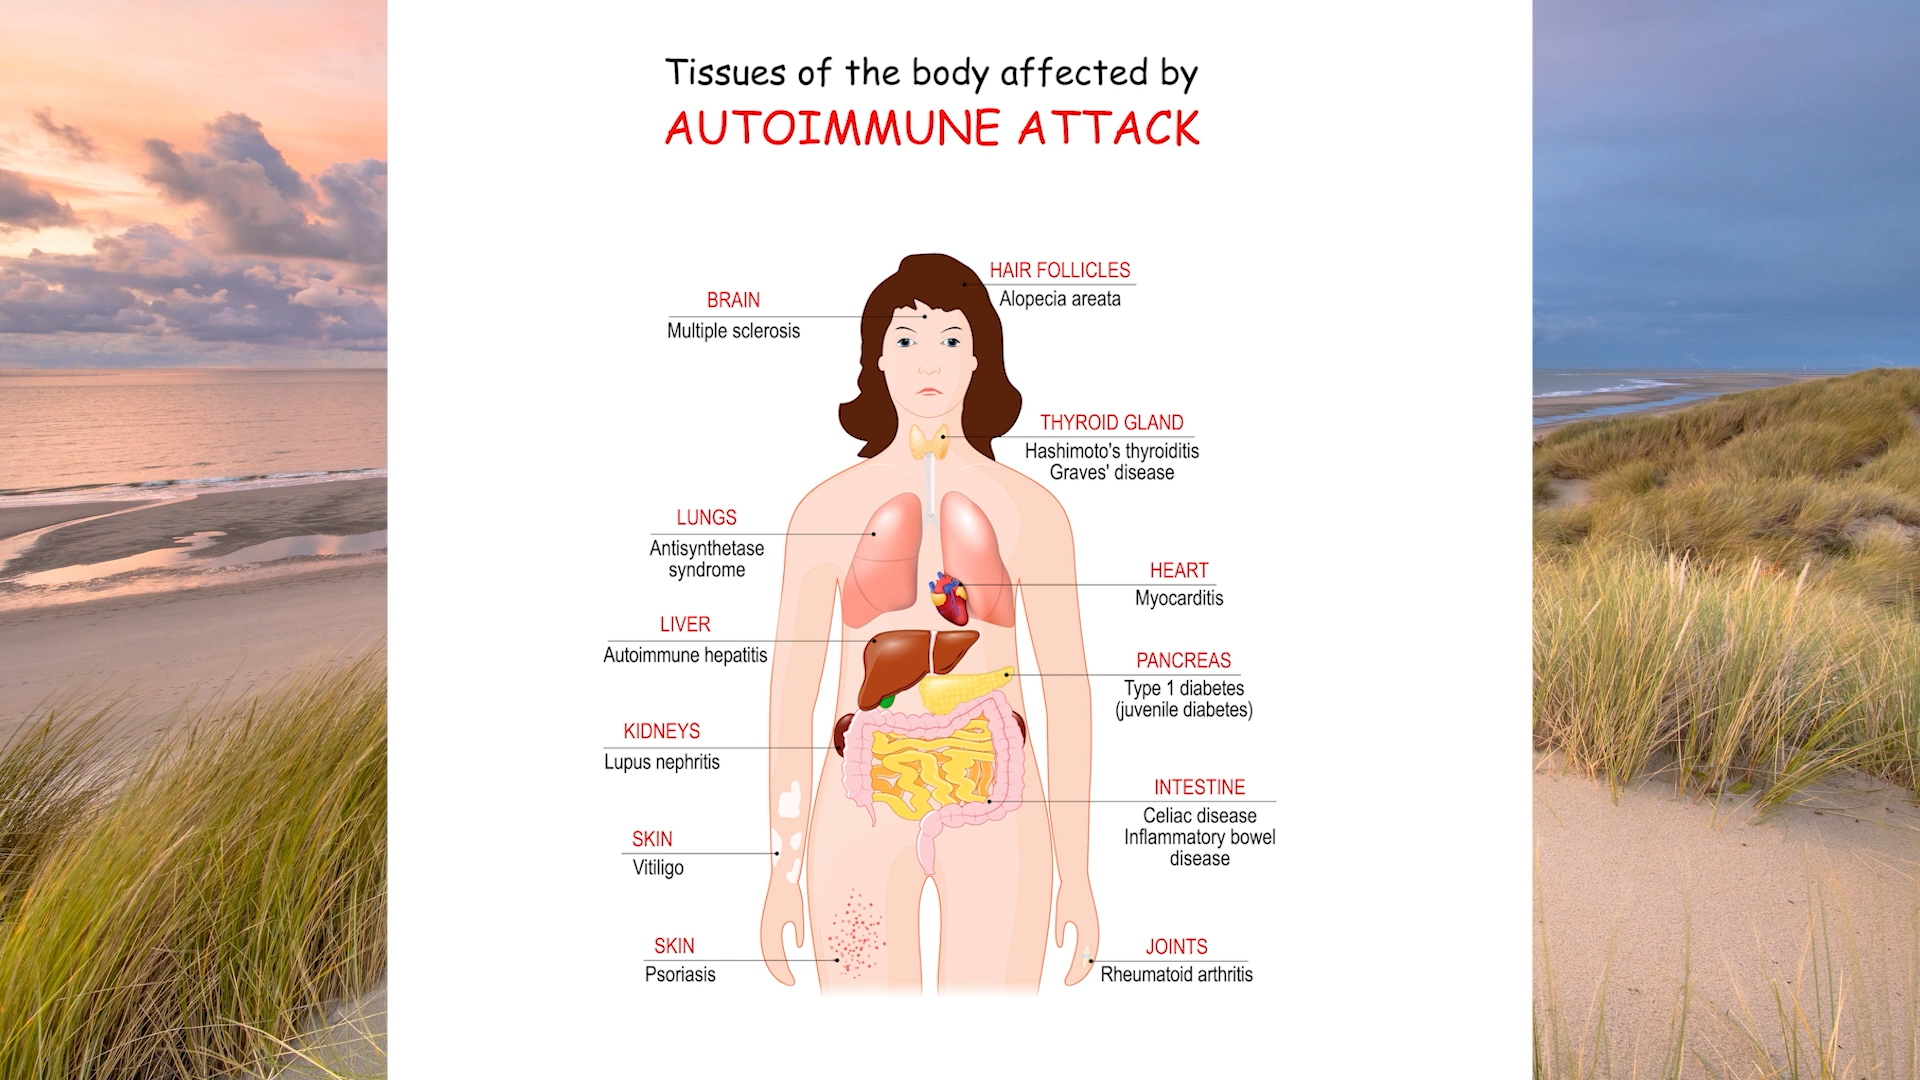 Tissues of the body affected by
AUTOIMMUNE ATTACK
HAIR FOLLICLES
Alopecia areata
BRAIN
Multiple sclerosis
THYROID GLAND
Hashimoto's thyroiditis
Graves' disease
LUNGS
Antisynthetase
syndrome
HEART
Myocarditis
LIVER
Autoimmune hepatitis
PANCREAS
Type 1 diabetes
(juvenile diabetes)
KIDNEYS
Lupus nephritis
INTESTINE
Celiac disease
Inflammatory bowel
disease
SKIN
Vitiligo
SKIN
Psoriasis
JOINTS
Rheumatoid arthritis